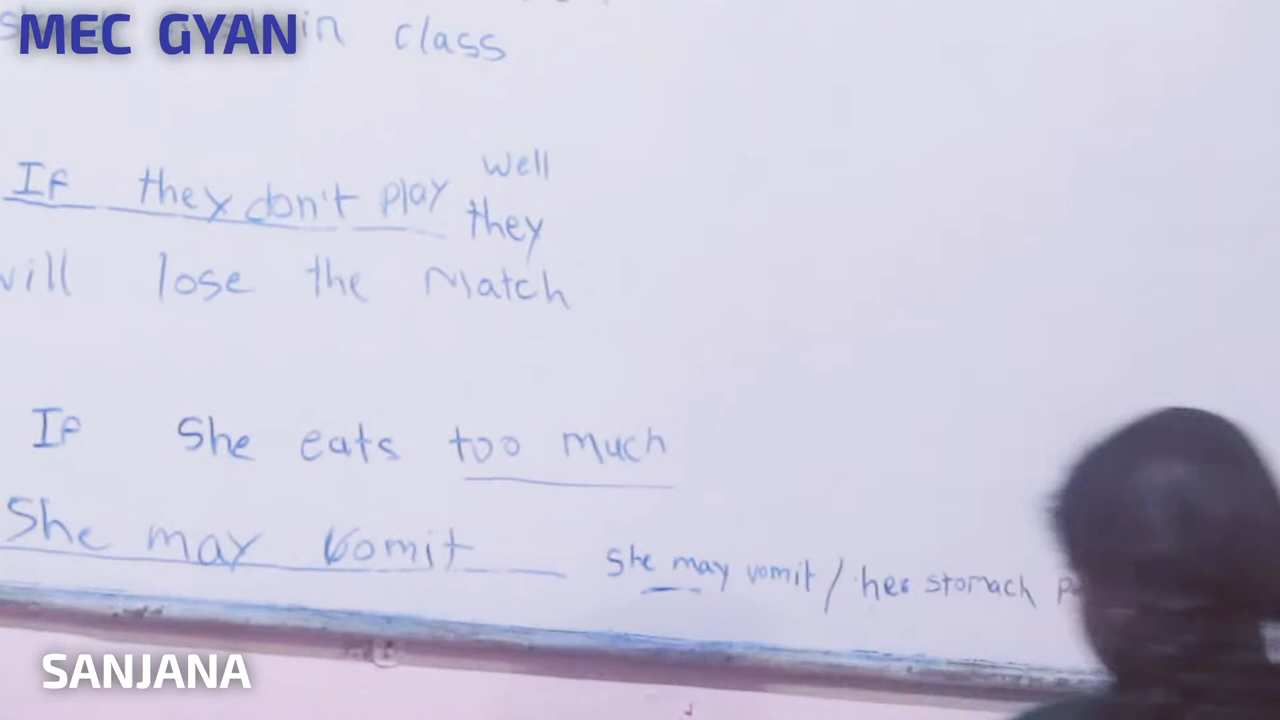 MEC GYAN
in class
If they don't play well
they
will lose the Match
If She eats too Much
She may vomit
She may vomit / her stomach
SANJANA